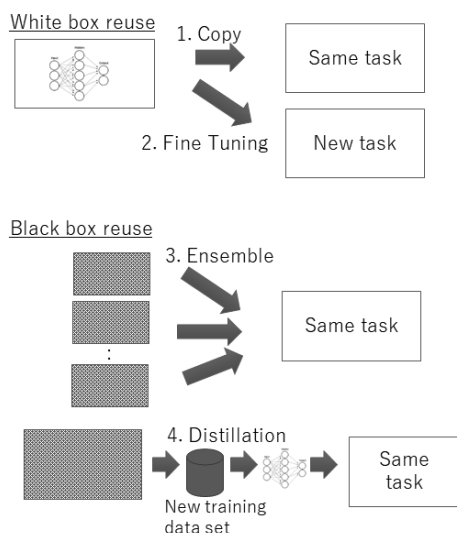 White box reuse
1. Copy
Same task
2. Fine Tuning
New task
Black box reuse
3. Ensemble
Same task
:
4. Distillation
Same
task
New training
data set